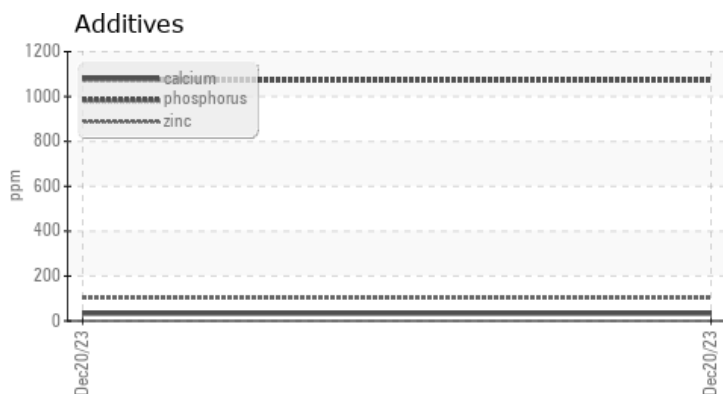 Additives
1200
1000
800
600
400
200
0
ppm
calcium
phosphorus
zinc
Dec20/23
Dec20/23